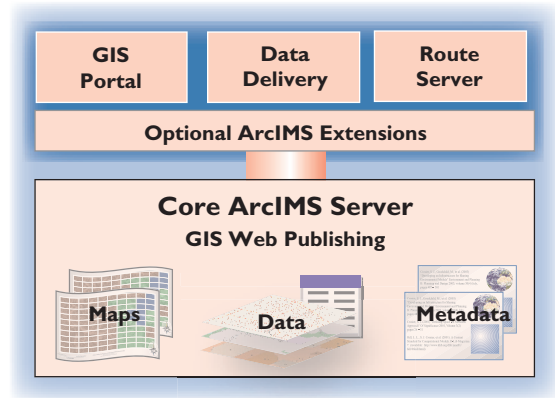 GIS
Portal
Data
Delivery
Route
Server
Optional ArcIMS Extensions
Core ArcIMS Server
GIS Web Publishing
Maps
Data
Metadata